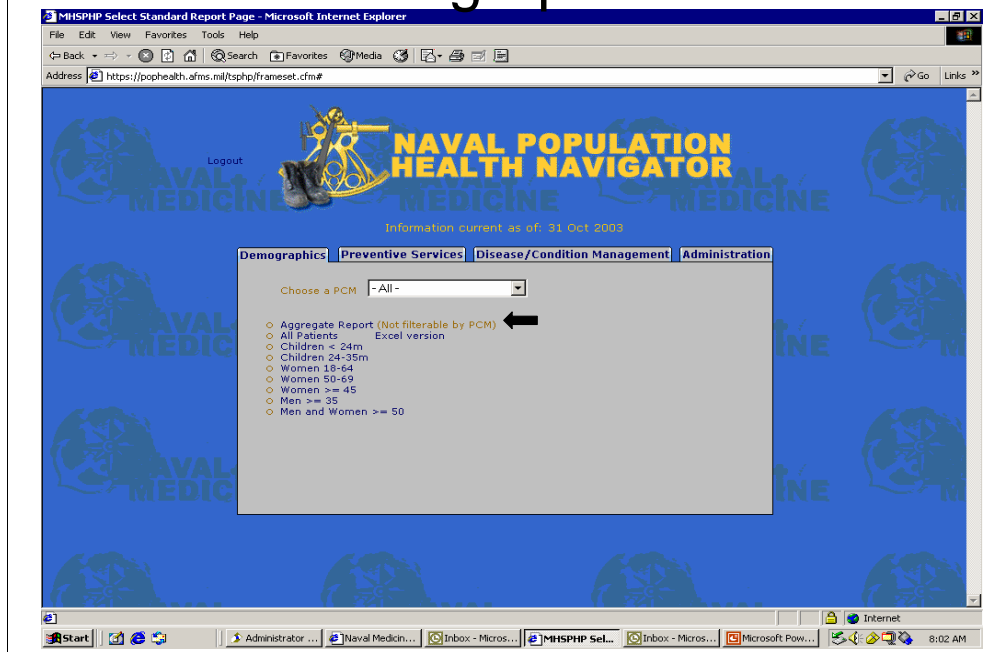 MHSPHP Select Standard Report Page - Microsoft Internet Explorer
File Edit View Favorites Tools Help
Back Search Favorites Media
Address https://pophealth.afms.mil/tsphp/frameset.cfm# Go Links »
Logout
NAVAL POPULATION
HEALTH NAVIGATOR
NAVAL
MEDICINE
Information current as of: 31 Oct 2003
Demographics Preventive Services Disease/Condition Management Administration
Choose a PCM - All -
Aggregate Report (Not filterable by PCM)
All Patients Excel version
Children < 24m
Children 24-35m
Women 18-64
Women 50-69
Women >= 45
Men >= 35
Men and Women >= 50
Internet
Start Administrator ... Naval Medicin... Inbox - Micros... MHSPHP Sel... Inbox - Micros... Microsoft Pow... 8:02 AM